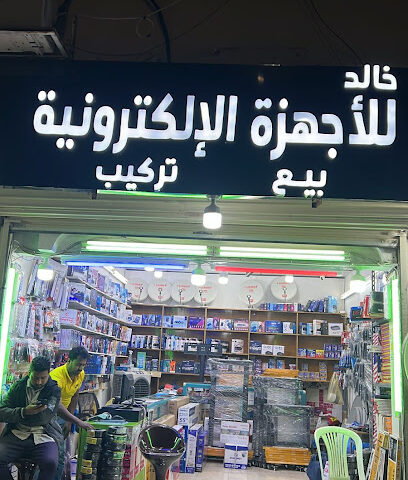 خالد
للأجهزة الإلكترونية
بيع تركيب